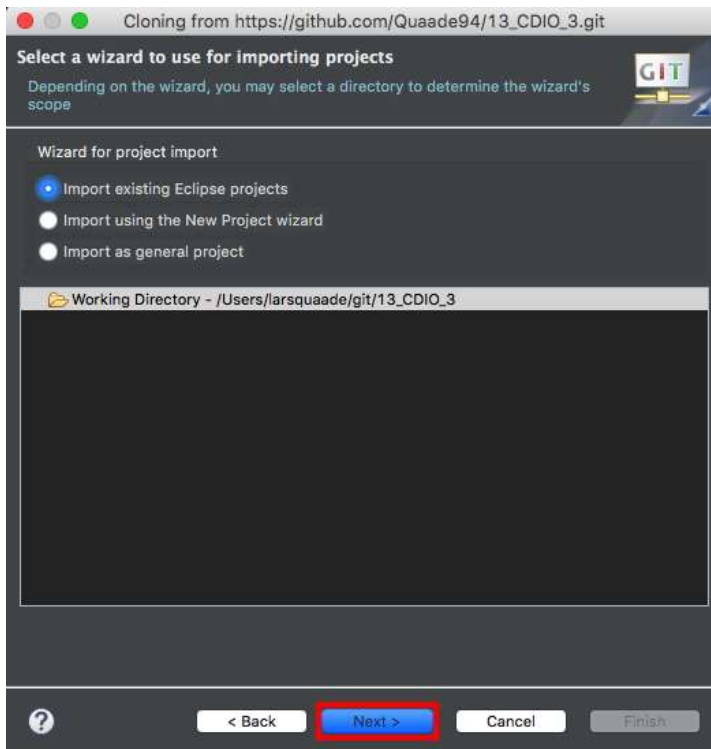 Cloning from https://github.com/Quaade94/13_CDIO_3.git
Select a wizard to use for importing projects
Depending on the wizard, you may select a directory to determine the wizard's
scope
GIT
Wizard for project import
Import existing Eclipse projects
Import using the New Project wizard
Import as general project
Working Directory - /Users/larsquaade/git/13_CDIO_3
?
< Back
Next >
Cancel
Finish